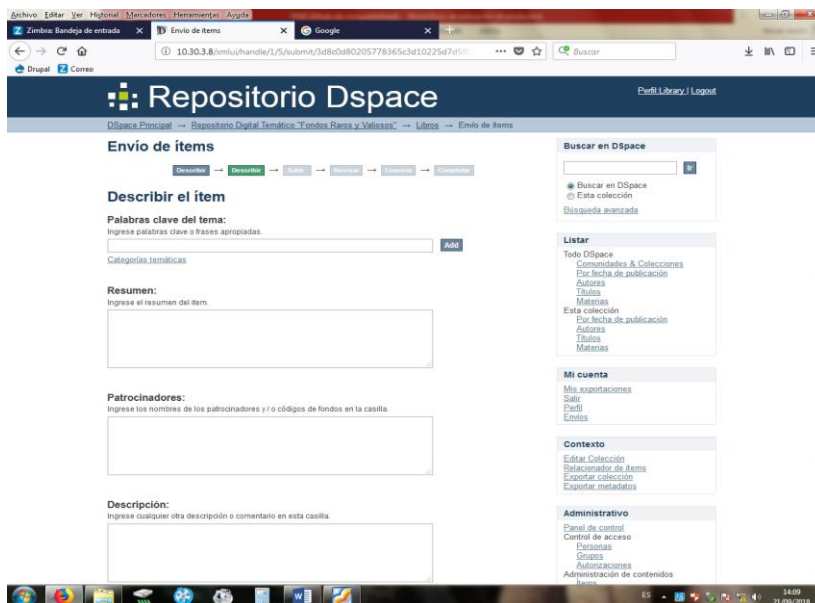 Archivo Editar Ver Historial Marcadores Herramientas Ayuda
Zimbra: Bandeja de entrada
Envío de ítems
Google
10.30.3.8/xmlui/handle/1/5/submit/3d8c0d80205778365c3d10225d7d5
Buscar
Drupal
Correo
Repositorio Dspace
Perfil:Library | Logout
DSpace Principal → Repositorio Digital Temático "Fondos Raros y Valiosos" → Libros → Envío de ítems
Envío de ítems
Describir → Describir → Subir → Revisar → Licencia → Completar
Describir el ítem
Palabras clave del tema:
Ingrese palabras clave o frases apropiadas.
Add
Categorías temáticas
Resumen:
Ingrese el resumen del ítem.
Patrocinadores:
Ingrese los nombres de los patrocinadores y / o códigos de fondos en la casilla.
Descripción:
Ingrese cualquier otra descripción o comentario en esta casilla.
Buscar en DSpace
Ir
Buscar en DSpace
Esta colección
Búsqueda avanzada
Listar
Todo DSpace
Comunidades & Colecciones
Por fecha de publicación
Autores
Títulos
Materias
Esta colección
Por fecha de publicación
Autores
Títulos
Materias
Mi cuenta
Mis exportaciones
Salir
Perfil
Envíos
Contexto
Editar Colección
Relacionador de ítems
Exportar colección
Exportar metadatos
Administrativo
Panel de control
Control de acceso
Personas
Grupos
Autorizaciones
Administración de contenidos
Ítems
ES
14:09
21/09/2018